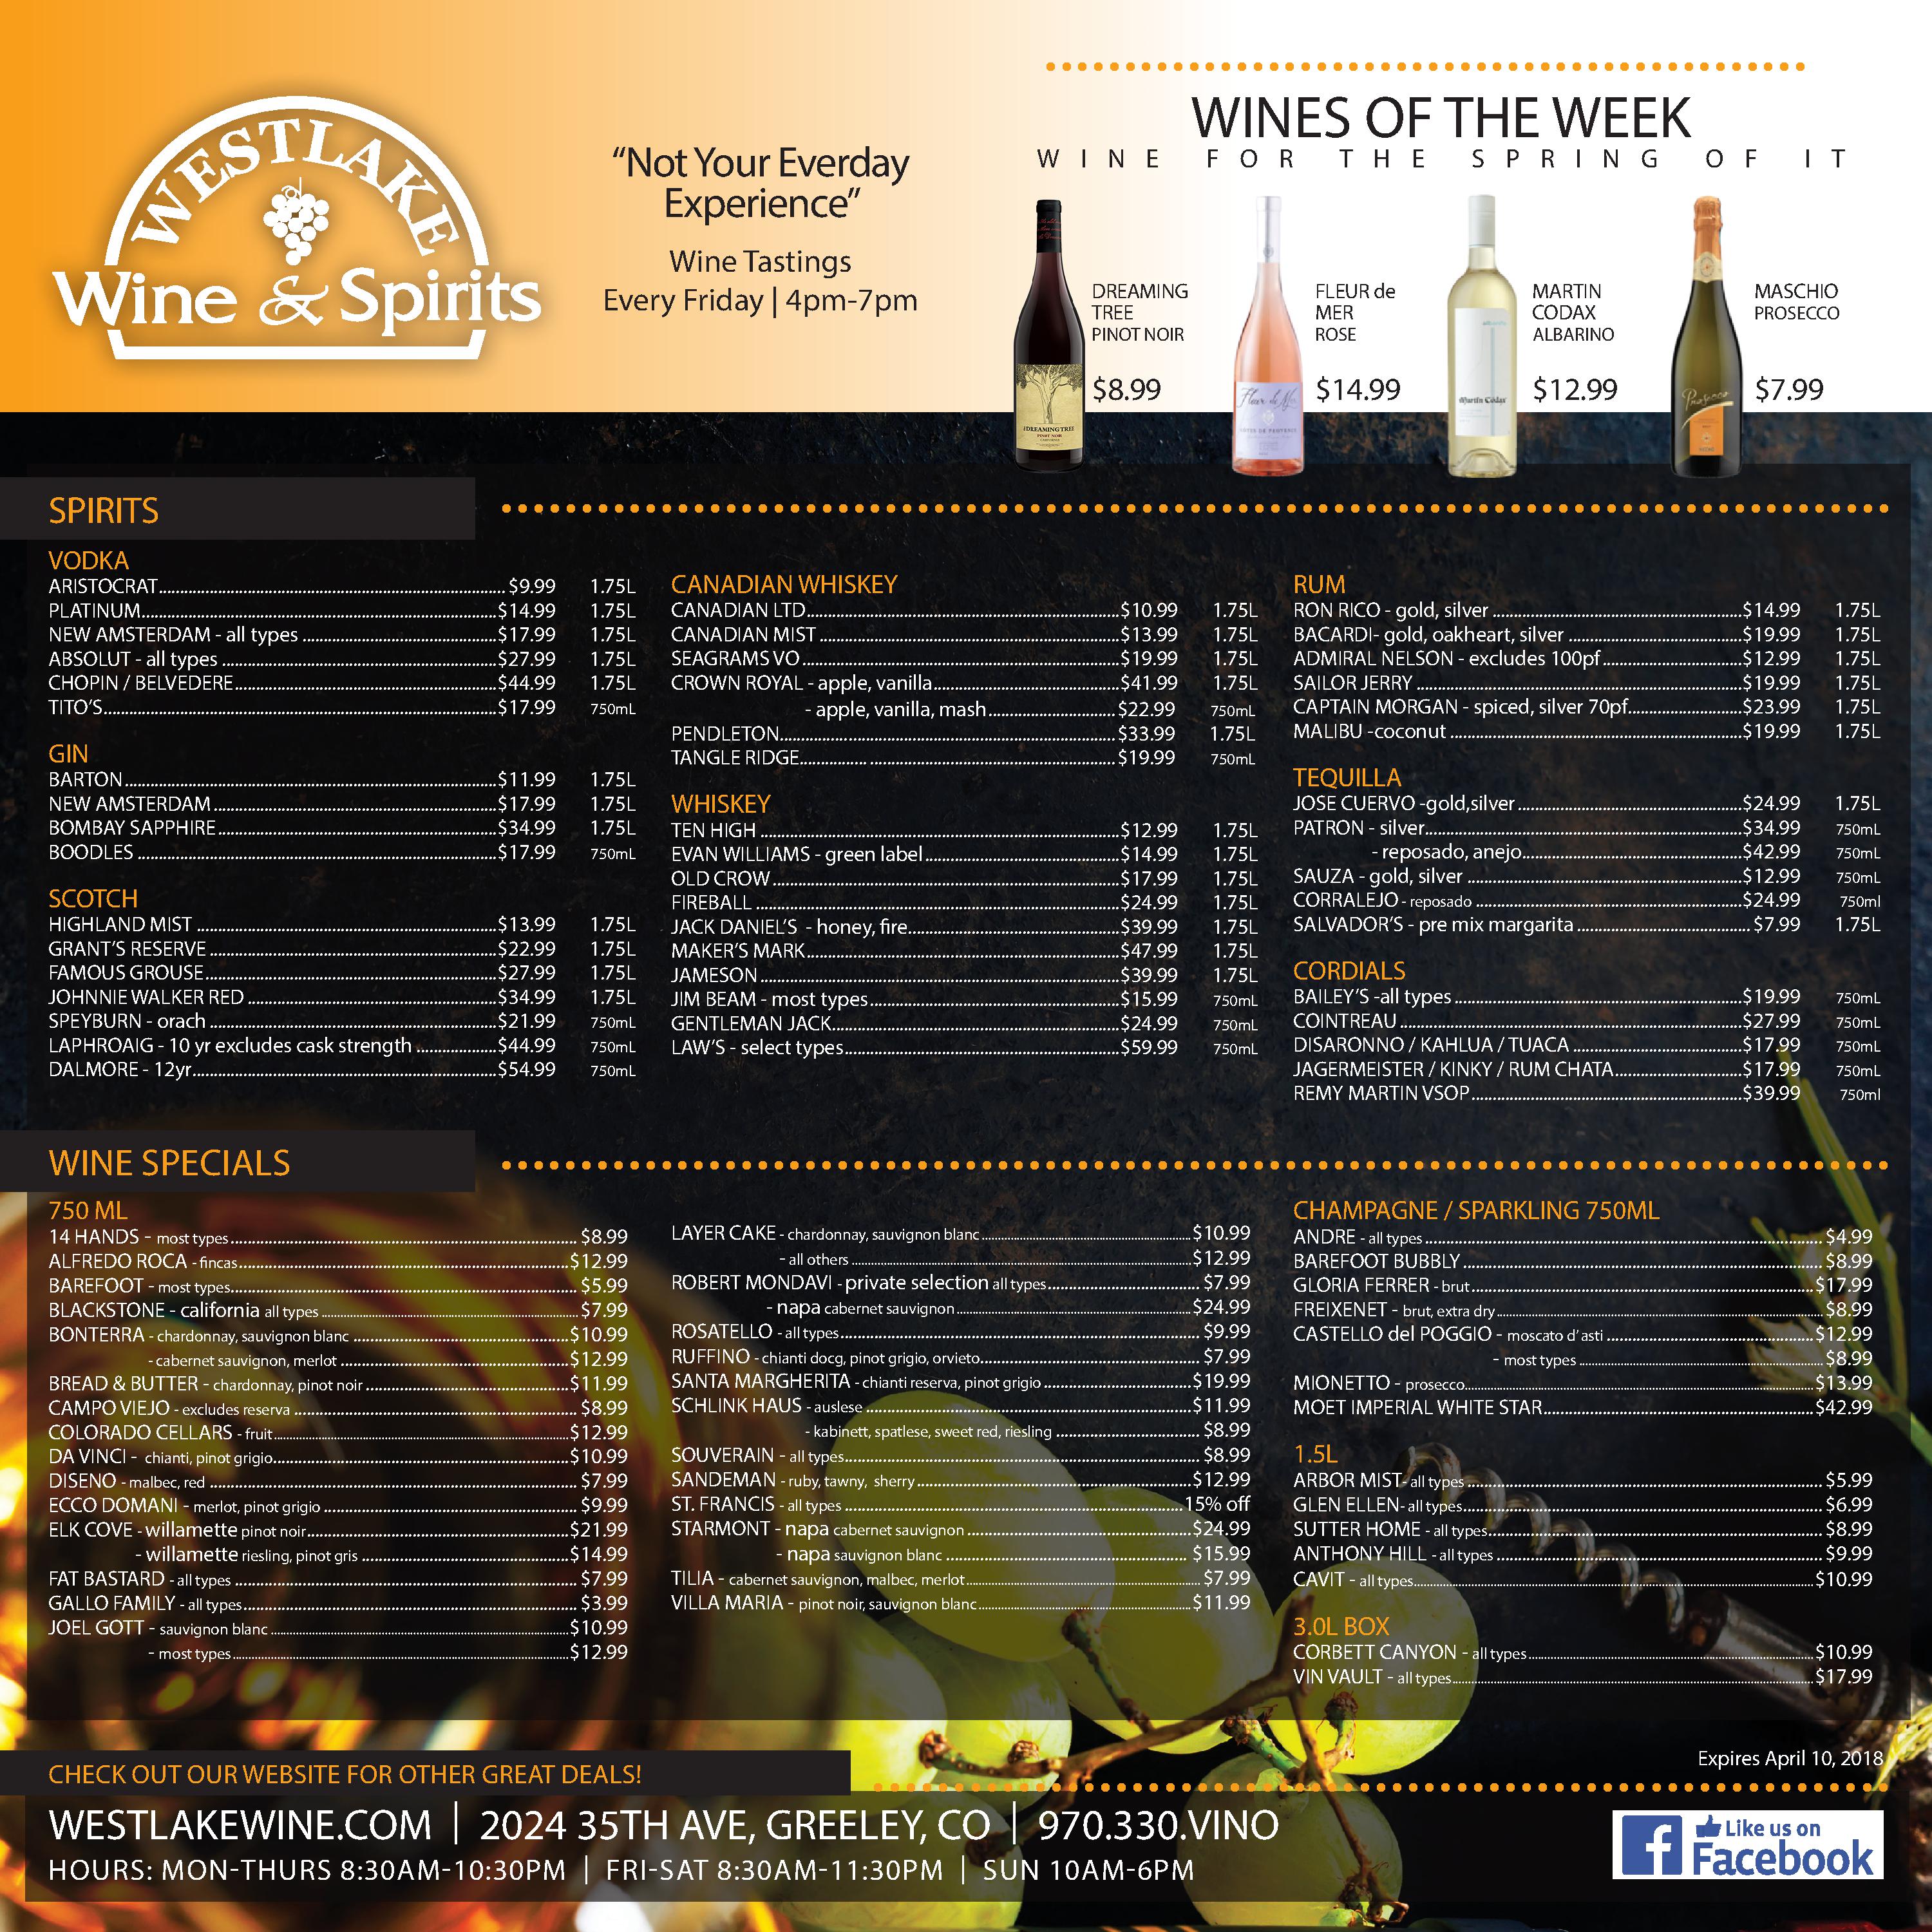 WESTLAKE
Wine & Spirits
“Not Your Everday
Experience”
Wine Tastings
Every Friday | 4pm-7pm
WINES OF THE WEEK
WINE FOR THE SPRING OF IT
DREAMING
TREE
PINOT NOIR
$8.99
FLEUR de
MER
ROSE
$14.99
MARTIN
CODAX
ALBARINO
$12.99
MASCHIO
PROSECCO
$7.99
DREAMING TREE
PINOT NOIR
Fleur de Mer
Martin Codax
Prosecco
SPIRITS
VODKA
ARISTOCRAT $9.99 1.75L
PLATINUM $14.99 1.75L
NEW AMSTERDAM - all types $17.99 1.75L
ABSOLUT - all types $27.99 1.75L
CHOPIN / BELVEDERE $44.99 1.75L
TITO’S $17.99 750mL
GIN
BARTON $11.99 1.75L
NEW AMSTERDAM $17.99 1.75L
BOMBAY SAPPHIRE $34.99 1.75L
BOODLES $17.99 750mL
SCOTCH
HIGHLAND MIST $13.99 1.75L
GRANT’S RESERVE $22.99 1.75L
FAMOUS GROUSE $27.99 1.75L
JOHNNIE WALKER RED $34.99 1.75L
SPEYBURN - orach $21.99 750mL
LAPHROAIG - 10 yr excludes cask strength $44.99 750mL
DALMORE - 12yr $54.99 750mL
CANADIAN WHISKEY
CANADIAN LTD $10.99 1.75L
CANADIAN MIST $13.99 1.75L
SEAGRAMS VO $19.99 1.75L
CROWN ROYAL - apple, vanilla $41.99 1.75L
- apple, vanilla, mash $22.99 750mL
PENDLETON $33.99 1.75L
TANGLE RIDGE $19.99 750mL
WHISKEY
TEN HIGH $12.99 1.75L
EVAN WILLIAMS - green label $14.99 1.75L
OLD CROW $17.99 1.75L
FIREBALL $24.99 1.75L
JACK DANIEL’S - honey, fire $39.99 1.75L
MAKER’S MARK $47.99 1.75L
JAMESON $39.99 1.75L
JIM BEAM - most types $15.99 750mL
GENTLEMAN JACK $24.99 750mL
LAW’S - select types $59.99 750mL
RUM
RON RICO - gold, silver $14.99 1.75L
BACARDI- gold, oakheart, silver $19.99 1.75L
ADMIRAL NELSON - excludes 100pf $12.99 1.75L
SAILOR JERRY $19.99 1.75L
CAPTAIN MORGAN - spiced, silver 70pf $23.99 1.75L
MALIBU -coconut $19.99 1.75L
TEQUILLA
JOSE CUERVO -gold,silver $24.99 1.75L
PATRON - silver $34.99 750mL
- reposado, anejo $42.99 750mL
SAUZA - gold, silver $12.99 750mL
CORRALEJO - reposado $24.99 750ml
SALVADOR’S - pre mix margarita $7.99 1.75L
CORDIALS
BAILEY’S -all types $19.99 750mL
COINTREAU $27.99 750mL
DISARONNO / KAHLUA / TUACA $17.99 750mL
JAGERMEISTER / KINKY / RUM CHATA $17.99 750mL
REMY MARTIN VSOP $39.99 750ml
WINE SPECIALS
750 ML
14 HANDS - most types $8.99
ALFREDO ROCA - fincas $12.99
BAREFOOT - most types $5.99
BLACKSTONE - california all types $7.99
BONTERRA - chardonnay, sauvignon blanc $10.99
- cabernet sauvignon, merlot $12.99
BREAD & BUTTER - chardonnay, pinot noir $11.99
CAMPO VIEJO - excludes reserva $8.99
COLORADO CELLARS - fruit $12.99
DA VINCI - chianti, pinot grigio $10.99
DISENO - malbec, red $7.99
ECCO DOMANI - merlot, pinot grigio $9.99
ELK COVE - willamette pinot noir $21.99
- willamette riesling, pinot gris $14.99
FAT BASTARD - all types $7.99
GALLO FAMILY - all types $3.99
JOEL GOTT - sauvignon blanc $10.99
- most types $12.99
LAYER CAKE - chardonnay, sauvignon blanc $10.99
- all others $12.99
ROBERT MONDAVI - private selection all types $7.99
- napa cabernet sauvignon $24.99
ROSATELLO - all types $9.99
RUFFINO - chianti docg, pinot grigio, orvieto $7.99
SANTA MARGHERITA - chianti reserva, pinot grigio $19.99
SCHLINK HAUS - auslese $11.99
- kabinett, spatlese, sweet red, riesling $8.99
SOUVERAIN - all types $8.99
SANDEMAN - ruby, tawny, sherry $12.99
ST. FRANCIS - all types 15% off
STARMONT - napa cabernet sauvignon $24.99
- napa sauvignon blanc $15.99
TILIA - cabernet sauvignon, malbec, merlot $7.99
VILLA MARIA - pinot noir, sauvignon blanc $11.99
CHAMPAGNE / SPARKLING 750ML
ANDRE - all types $4.99
BAREFOOT BUBBLY $8.99
GLORIA FERRER - brut $17.99
FREIXENET - brut, extra dry $8.99
CASTELLO del POGGIO - moscato d’asti $12.99
- most types $8.99
MIONETTO - prosecco $13.99
MOET IMPERIAL WHITE STAR $42.99
1.5L
ARBOR MIST- all types $5.99
GLEN ELLEN- all types $6.99
SUTTER HOME - all types $8.99
ANTHONY HILL - all types $9.99
CAVIT - all types $10.99
3.0L BOX
CORBETT CANYON - all types $10.99
VIN VAULT - all types $17.99
Expires April 10, 2018
CHECK OUT OUR WEBSITE FOR OTHER GREAT DEALS!
WESTLAKEWINE.COM | 2024 35TH AVE, GREELEY, CO | 970.330.VINO
HOURS: MON-THURS 8:30AM-10:30PM | FRI-SAT 8:30AM-11:30PM | SUN 10AM-6PM
f Like us on
Facebook